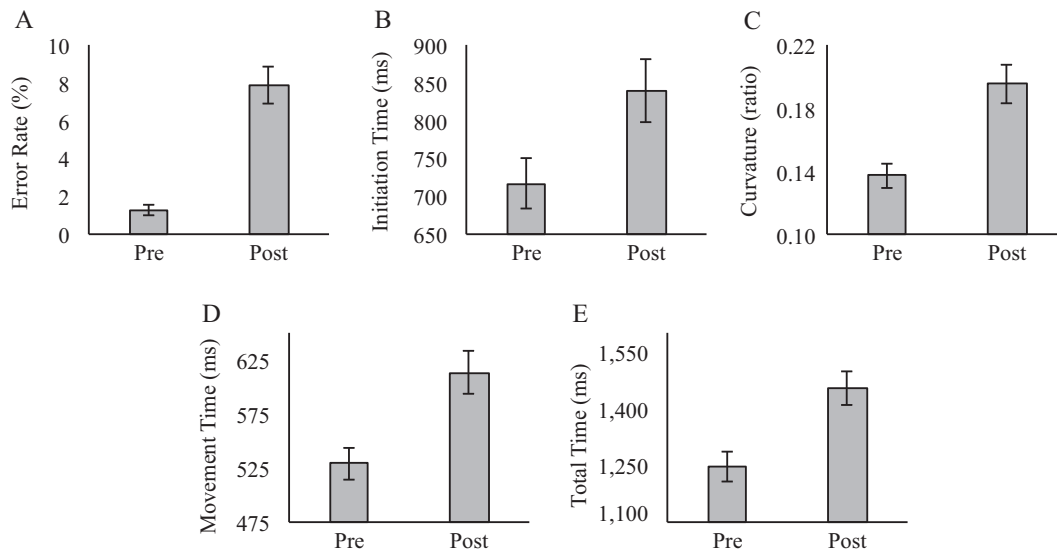 A
Error Rate (%)
10
8
6
4
2
0
Pre Post
B
Initiation Time (ms)
900
850
800
750
700
650
Pre Post
C
Curvature (ratio)
0.22
0.18
0.14
0.10
Pre Post
D
Movement Time (ms)
625
575
525
475
Pre Post
E
Total Time (ms)
1,550
1,400
1,250
1,100
Pre Post